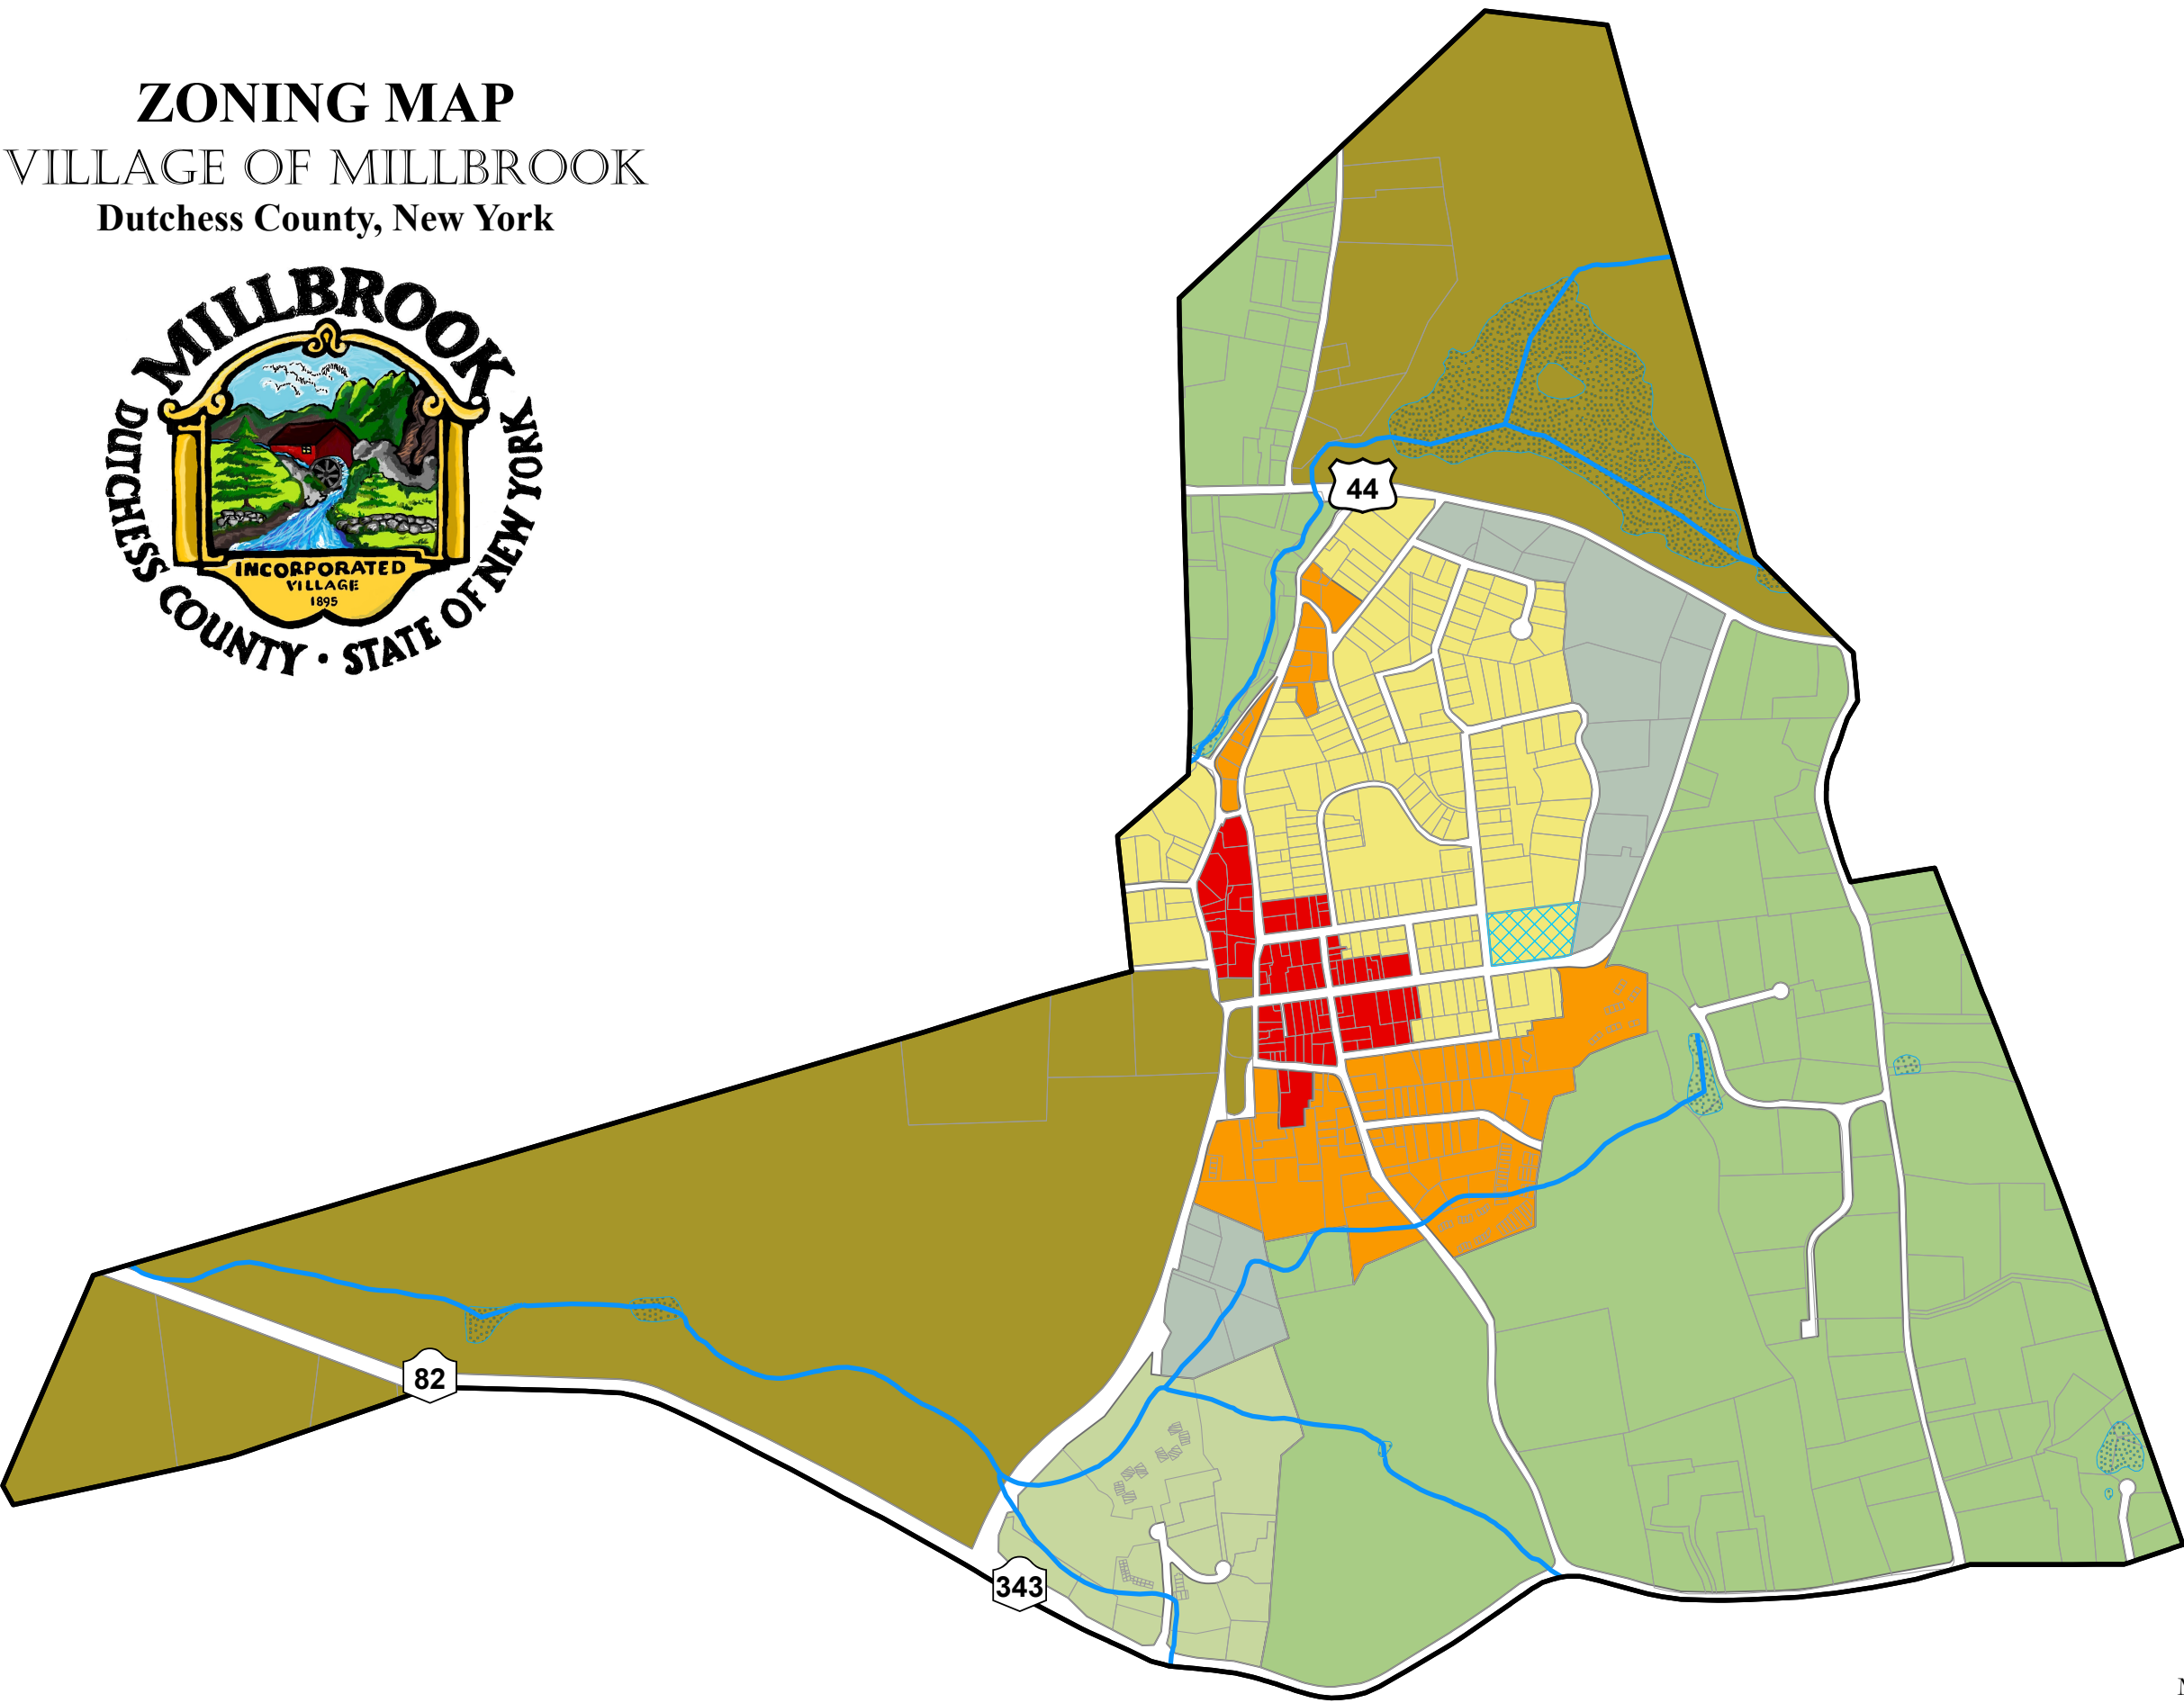 ZONING MAP
VILLAGE OF MILLBROOK
Dutchess County, New York
MILLBROOK
DUTCHESS COUNTY · STATE OF NEW YORK
INCORPORATED
VILLAGE
1895
44
82
343